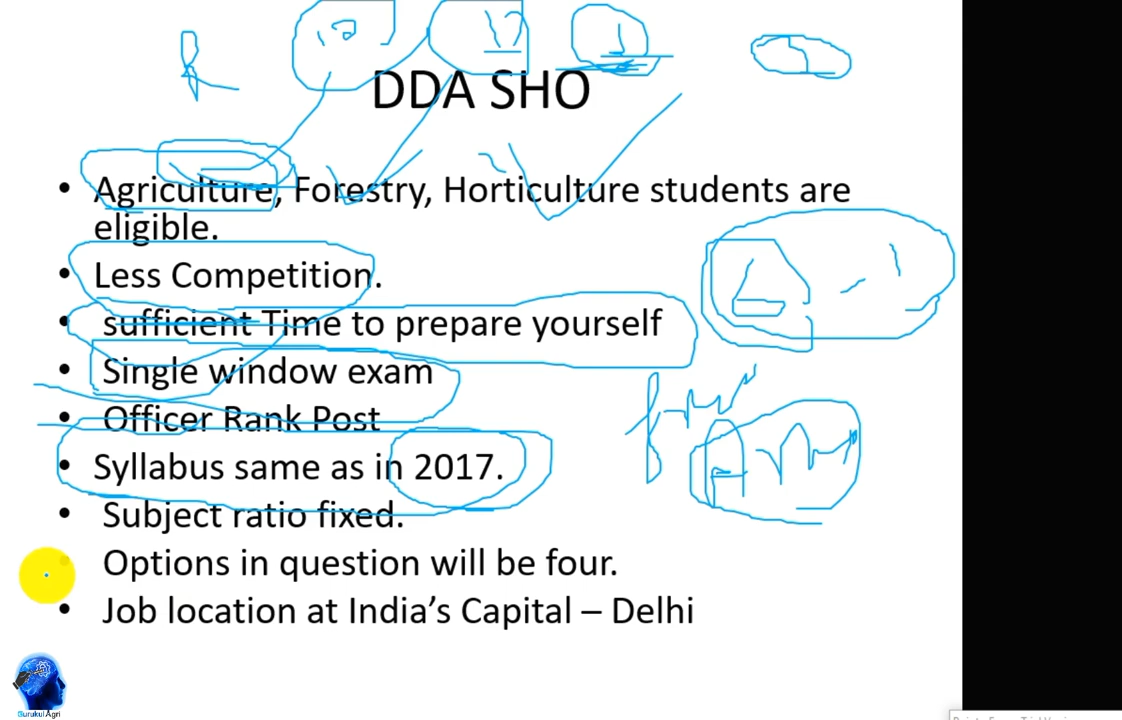 DDA SHO
• Agriculture, Forestry, Horticulture students are
eligible.
• Less Competition.
• sufficient Time to prepare yourself
• Single window exam
• Officer Rank Post
• Syllabus same as in 2017.
• Subject ratio fixed.
• Options in question will be four.
• Job location at India's Capital – Delhi
Gurukul Agri